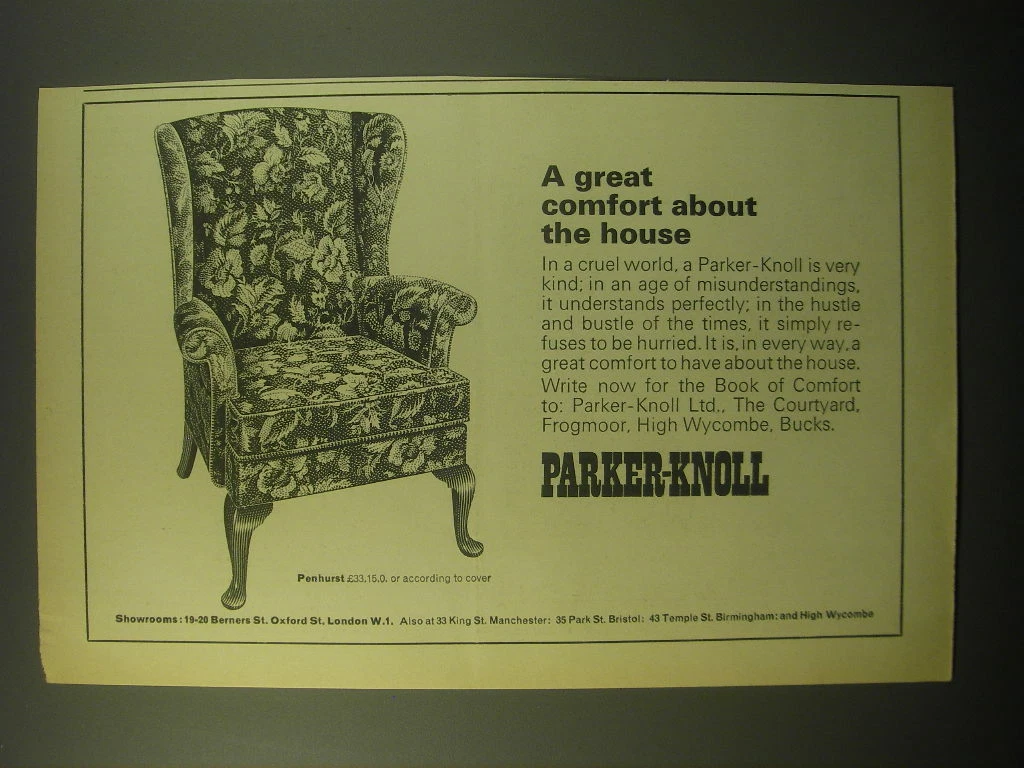 A great
comfort about
the house
In a cruel world, a Parker-Knoll is very
kind; in an age of misunderstandings,
it understands perfectly; in the hustle
and bustle of the times, it simply re-
fuses to be hurried. It is, in every way, a
great comfort to have about the house.
Write now for the Book of Comfort
to: Parker-Knoll Ltd., The Courtyard,
Frogmoor, High Wycombe, Bucks.
PARKER-KNOLL
Penhurst £33.15.0. or according to cover
Showrooms: 19-20 Berners St. Oxford St. London W.1. Also at 33 King St. Manchester: 35 Park St. Bristol: 43 Temple St. Birmingham: and High Wycombe